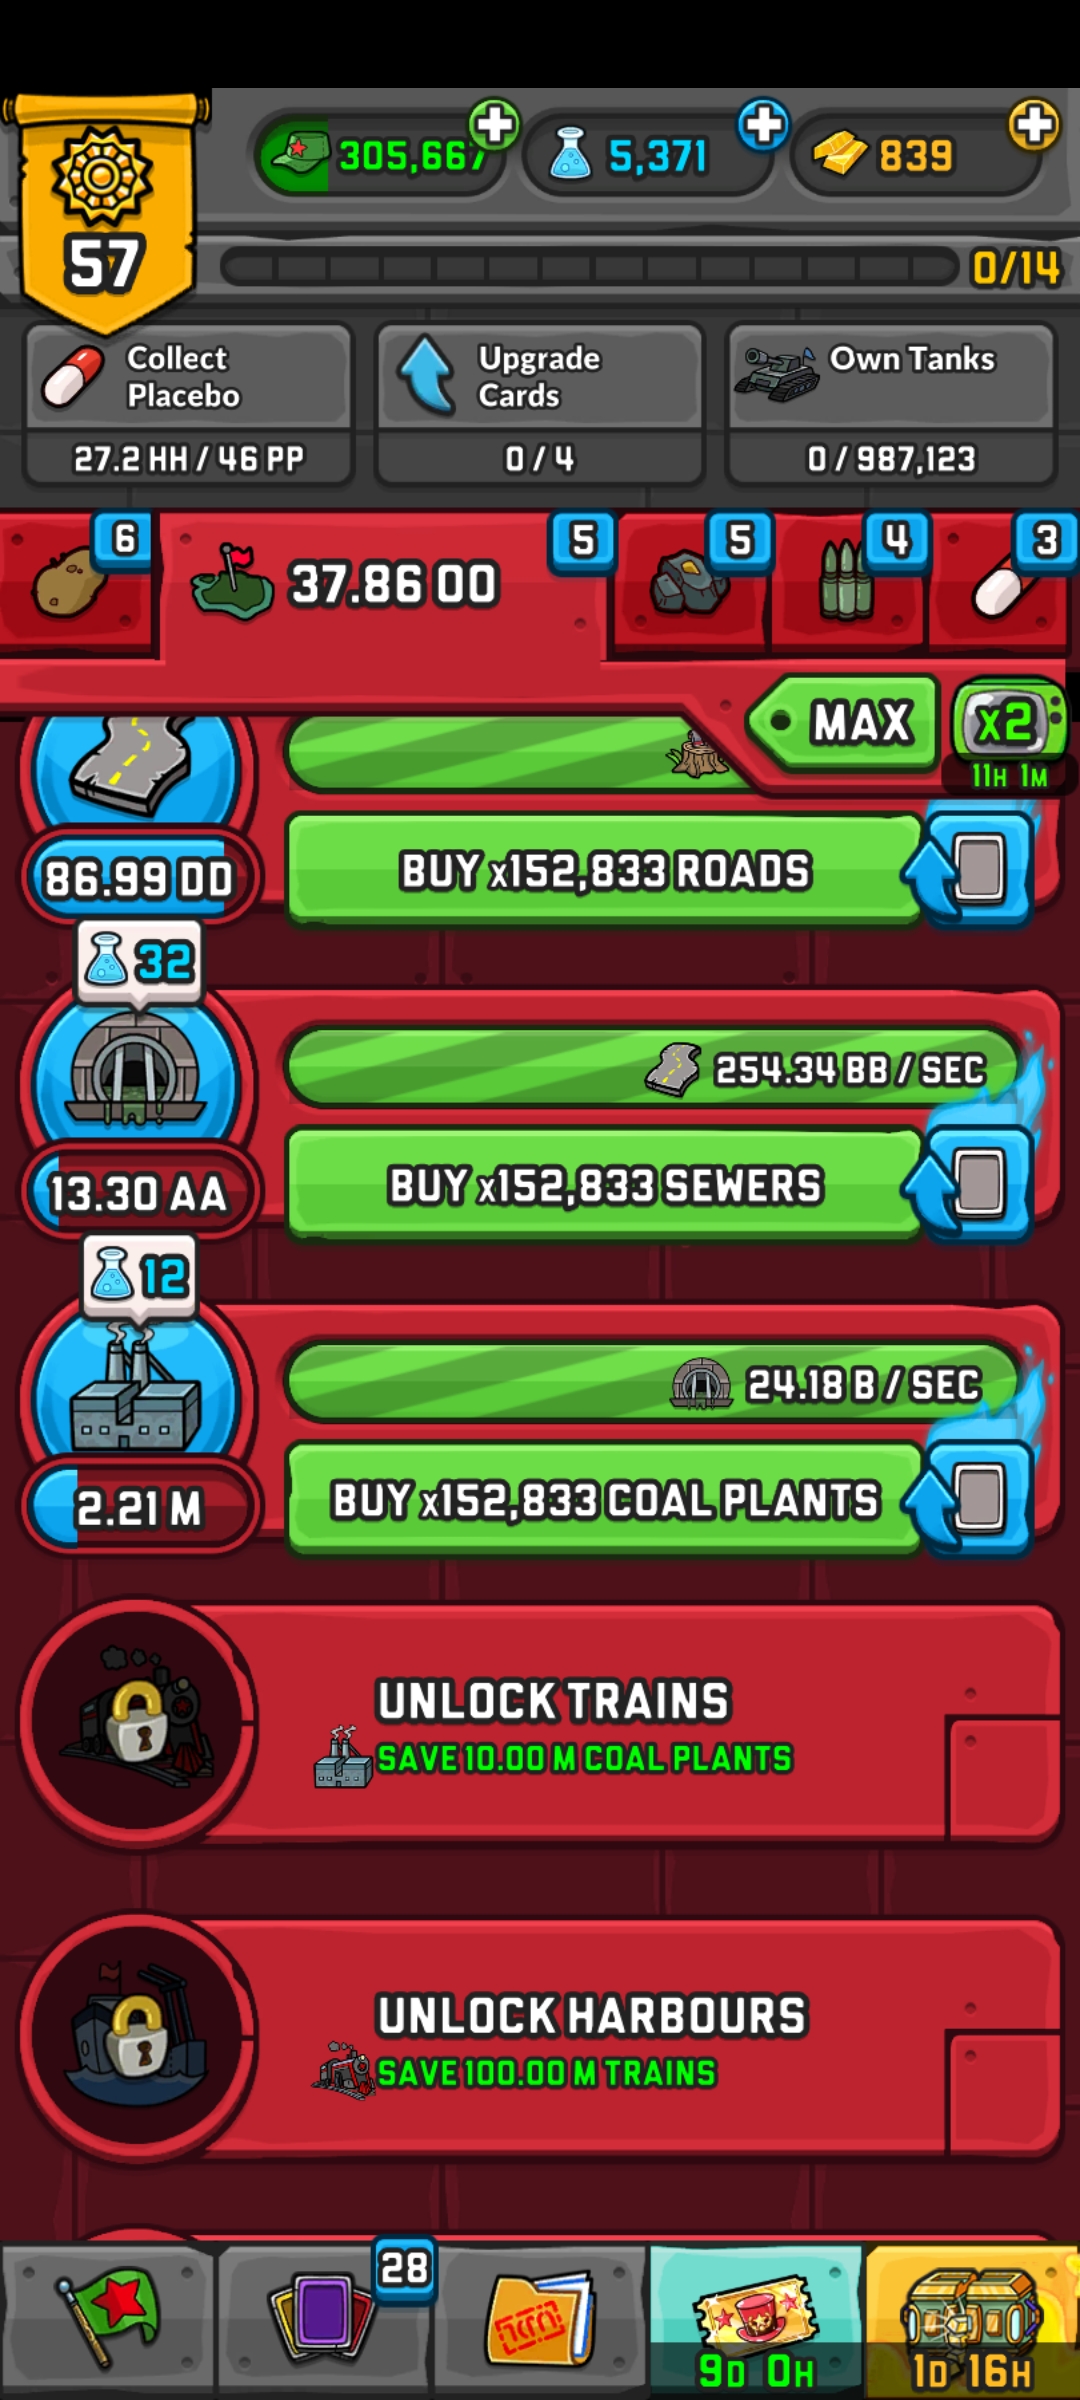 305,667
5,371
839
57
0/14
Collect
Placebo
Upgrade
Cards
Own Tanks
27.2 HH / 46 PP
0 / 4
0 / 987,123
6
37.86 OO
5
5
4
3
MAX
x2
11H 1M
86.99 DD
BUY x152,833 ROADS
32
254.34 BB / SEC
13.30 AA
BUY x152,833 SEWERS
12
24.18 B / SEC
2.21 M
BUY x152,833 COAL PLANTS
UNLOCK TRAINS
SAVE 10.00 M COAL PLANTS
UNLOCK HARBOURS
SAVE 100.00 M TRAINS
28
9D 0H
1D 16H